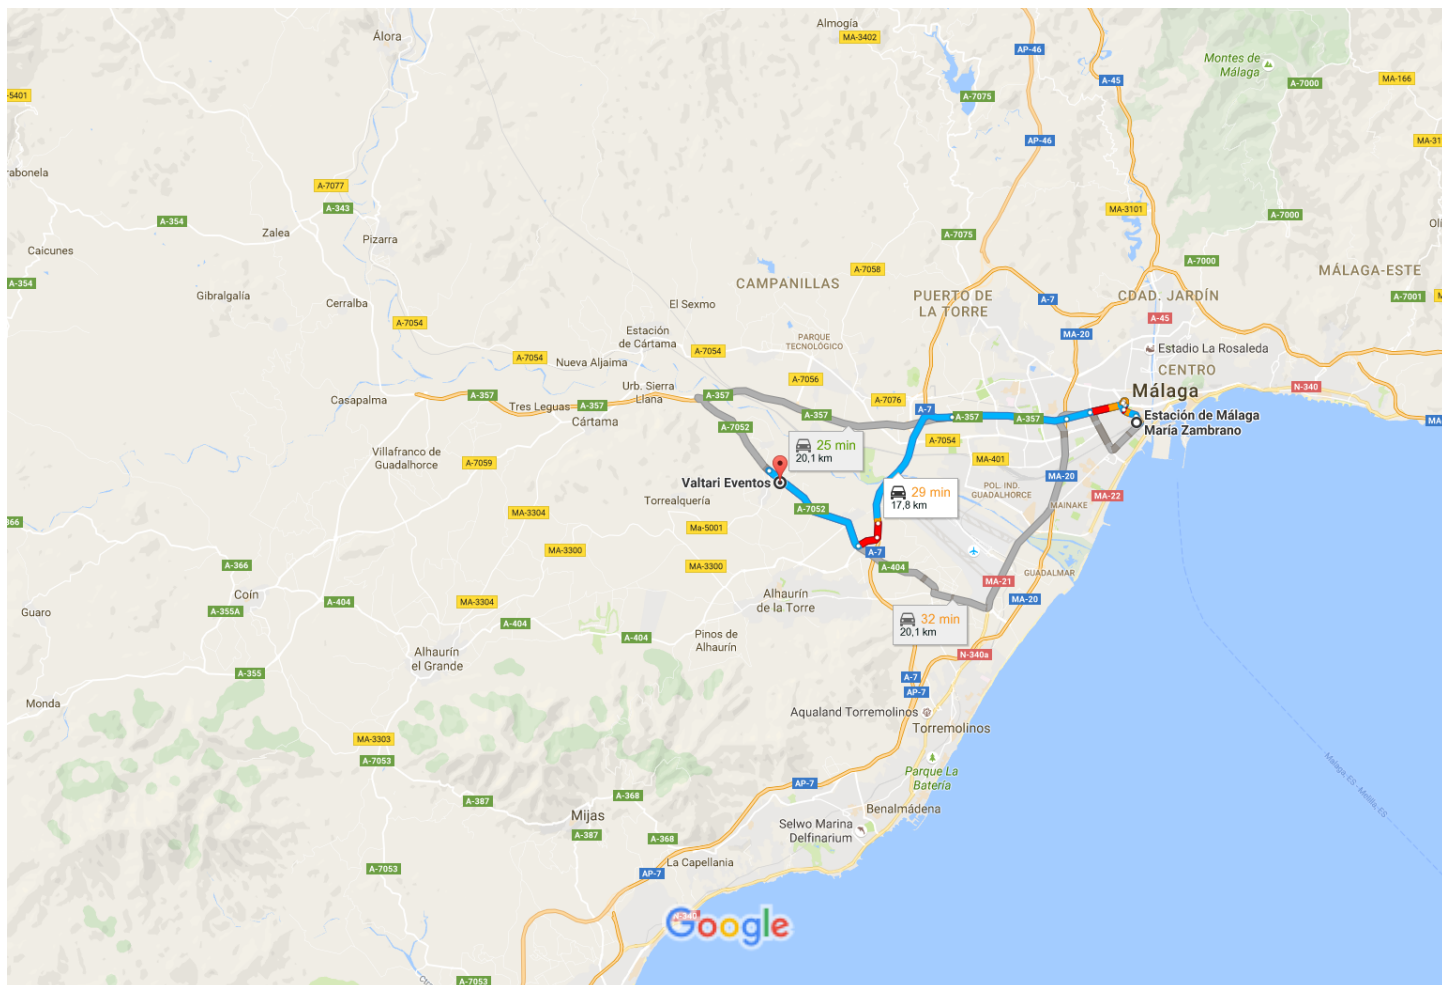 Almogía
MA-3402
Álora
AP-46
Montes de
Málaga
A-45
A-7000
MA-166
-5401
A-7075
AP-46
MA-31
rabonela
A-7077
A-343
MA-3101
A-354
A-7000
Zalea
Pizarra
A-7075
Caicunes
A-7000
CAMPANILLAS
A-7058
MÁLAGA-ESTE
A-354
Gibralgalía
Cerralba
El Sexmo
PUERTO DE
LA TORRE
A-7
CDAD. JARDÍN
A-7001
A-7054
Estación
de Cártama
A-45
MA-20
PARQUE
TECNOLÓGICO
A-7054
Estadio La Rosaleda
A-7054
Nueva Aljaima
CENTRO
A-7056
Urb. Sierra
Llana
N-340
Málaga
Casapalma
A-357
A-357
A-7076
Tres Leguas
A-357
A-7
Estación de Málaga
María Zambrano
A-357
A-357
A-357
Cártama
A-7052
MA
A-7054
25 min
20,1 km
Villafranco de
Guadalhorce
A-7059
MA-401
MA-20
Valtari Eventos
POL. IND.
GUADALHORCE
29 min
17,8 km
MA-22
Torrealquería
MAINAKE
A-7052
MA-3304
366
Ma-5001
MA-3300
A-7
A-366
MA-3300
A-404
GUADALMAR
MA-21
Coín
Alhaurín
de la Torre
A-404
MA-3304
MA-20
Guaro
A-355A
32 min
20,1 km
A-404
A-404
Pinos de
Alhaurín
Alhaurín
el Grande
N-340a
A-355
A-7
AP-7
Monda
Aqualand Torremolinos
Torremolinos
MA-3303
A-7053
Parque La
Batería
AP-7
Málaga, ES - Melilla, ES
A-387
A-368
Mijas
Benalmádena
Selwo Marina
Delfinarium
A-387
A-368
La Capellania
A-7053
AP-7
N-340
Google
A-7053